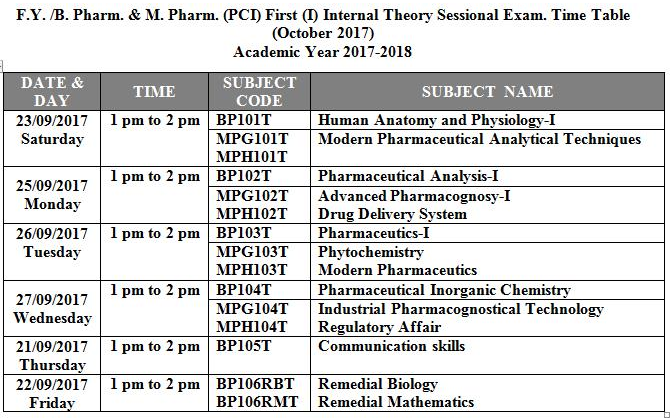 F.Y. /B. Pharm. & M. Pharm. (PCI) First (I) Internal Theory Sessional Exam. Time Table
(October 2017)
Academic Year 2017-2018
DATE & DAY TIME SUBJECT CODE SUBJECT NAME
23/09/2017 1 pm to 2 pm BP101T Human Anatomy and Physiology-I
Saturday MPG101T Modern Pharmaceutical Analytical Techniques
MPH101T
25/09/2017 1 pm to 2 pm BP102T Pharmaceutical Analysis-I
Monday MPG102T Advanced Pharmacognosy-I
MPH102T Drug Delivery System
26/09/2017 1 pm to 2 pm BP103T Pharmaceutics-I
Tuesday MPG103T Phytochemistry
MPH103T Modern Pharmaceutics
27/09/2017 1 pm to 2 pm BP104T Pharmaceutical Inorganic Chemistry
Wednesday MPG104T Industrial Pharmacognostical Technology
MPH104T Regulatory Affair
21/09/2017 1 pm to 2 pm BP105T Communication skills
Thursday
22/09/2017 1 pm to 2 pm BP106RBT Remedial Biology
Friday BP106RMT Remedial Mathematics